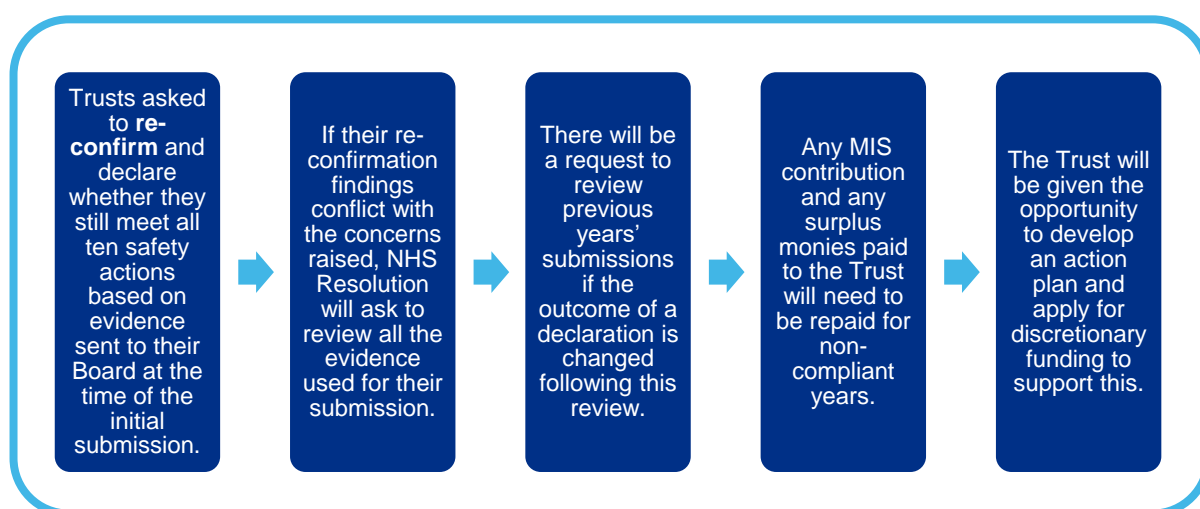 Trusts asked
to re-
confirm and
declare
whether they
still meet all
ten safety
actions
based on
evidence
sent to their
Board at the
time of the
initial
submission.
If their re-
confirmation
findings
conflict with
the concerns
raised, NHS
Resolution
will ask to
review all the
evidence
used for their
submission.
There will be
a request to
review
previous
years’
submissions
if the
outcome of a
declaration is
changed
following this
review.
Any MIS
contribution
and any
surplus
monies paid
to the Trust
will need to
be repaid for
non-
compliant
years.
The Trust will
be given the
opportunity
to develop
an action
plan and
apply for
discretionary
funding to
support this.